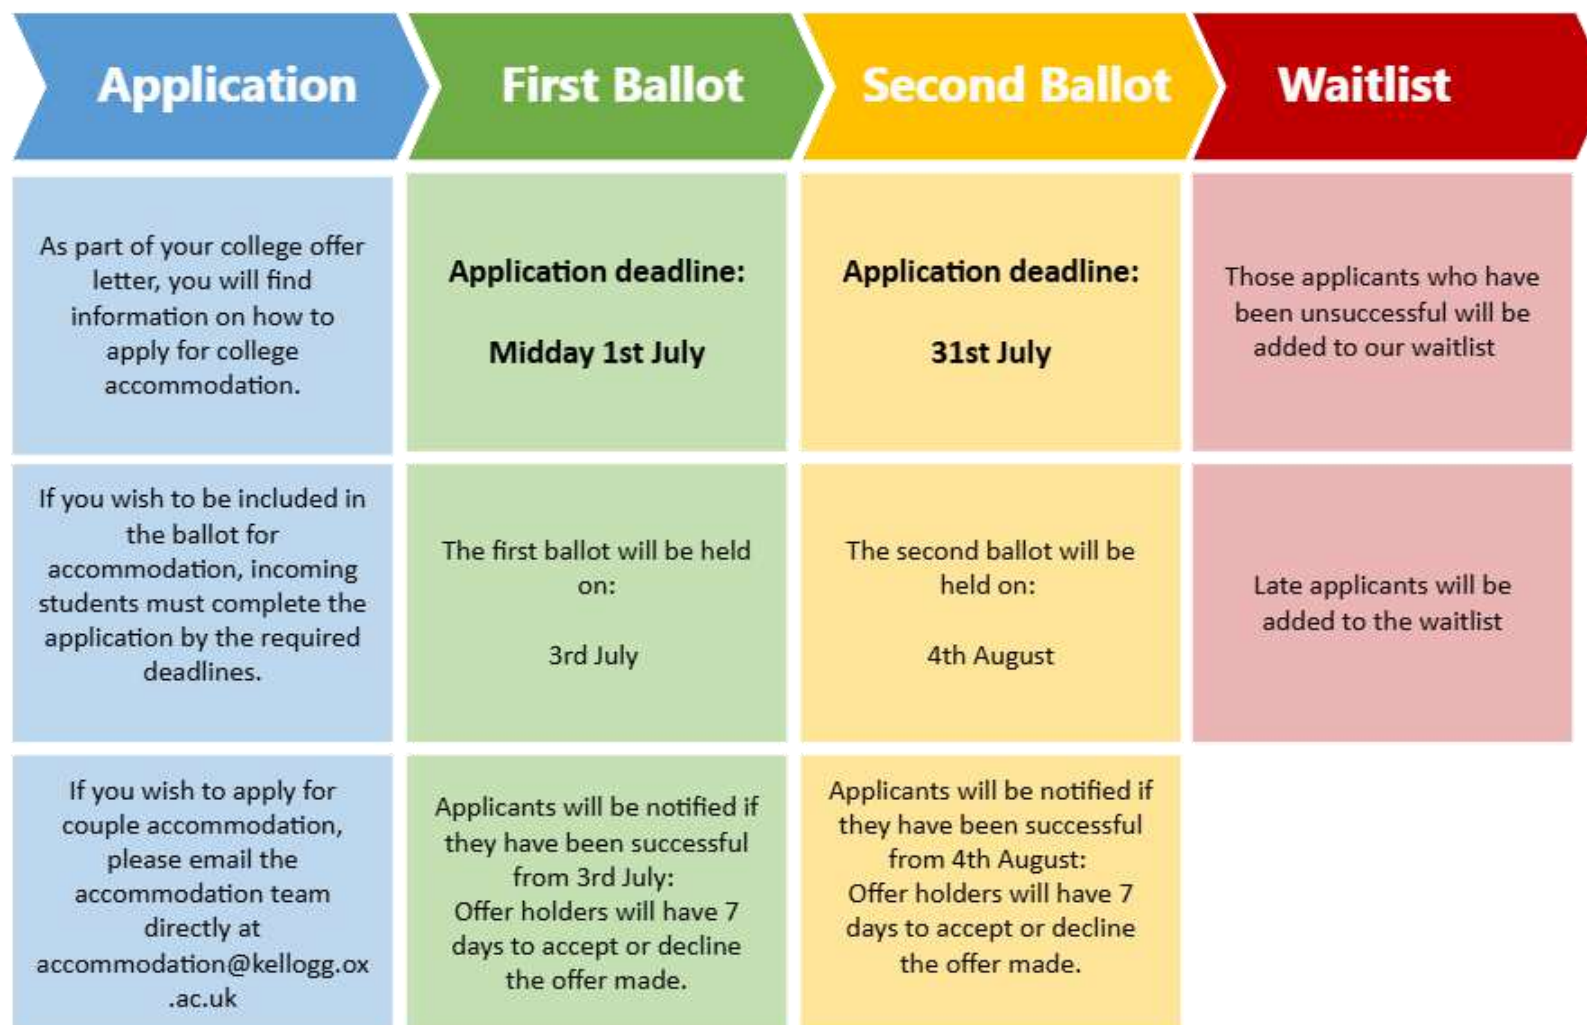 Application
First Ballot
Second Ballot
Waitlist
As part of your college offer
letter, you will find
information on how to
apply for college
accommodation.
Application deadline:
Midday 1st July
Application deadline:
31st July
Those applicants who have
been unsuccessful will be
added to our waitlist
If you wish to be included in
the ballot for
accommodation, incoming
students must complete the
application by the required
deadlines.
The first ballot will be held
on:
3rd July
The second ballot will be
held on:
4th August
Late applicants will be
added to the waitlist
If you wish to apply for
couple accommodation,
please email the
accommodation team
directly at
accommodation@kellogg.ox
.ac.uk
Applicants will be notified if
they have been successful
from 3rd July:
Offer holders will have 7
days to accept or decline
the offer made.
Applicants will be notified if
they have been successful
from 4th August:
Offer holders will have 7
days to accept or decline
the offer made.